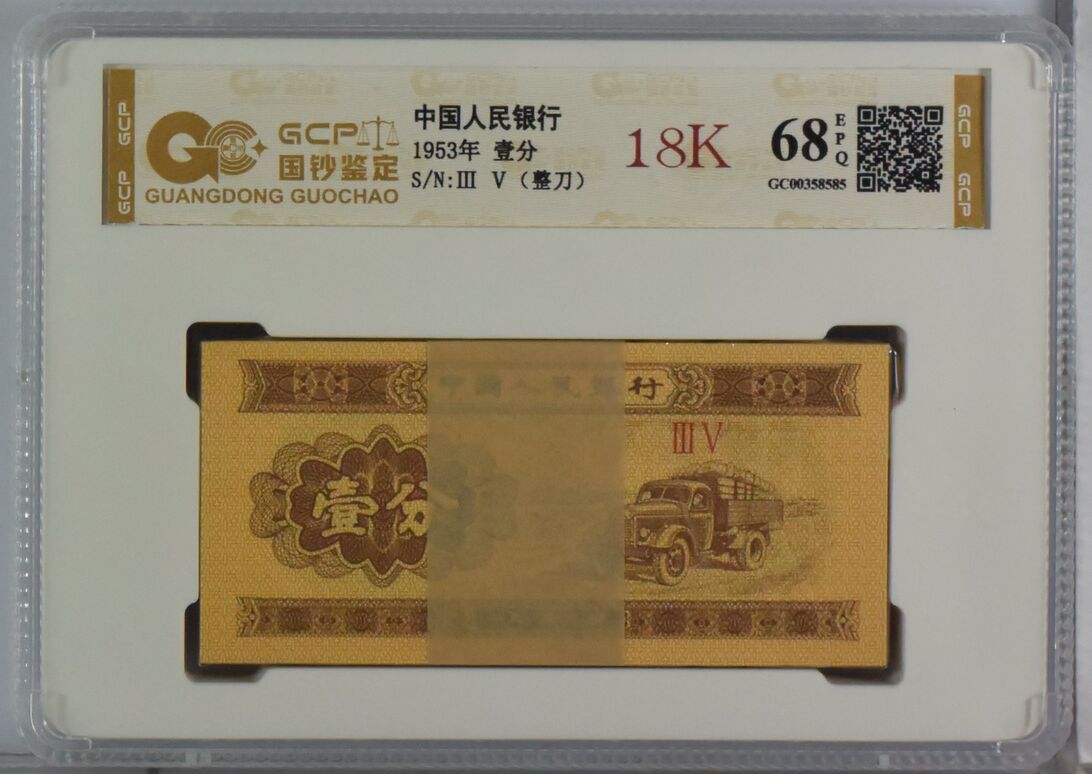 GCP
GCP
GCP
国钞鉴定
GUANGDONG GUOCHAO
中国人民银行
1953年 壹分
S/N:Ⅲ Ⅴ（整刀）
18K
68
EPQ
GC00358585
GCP
GCP
中国人民银行
ⅢⅤ
壹分